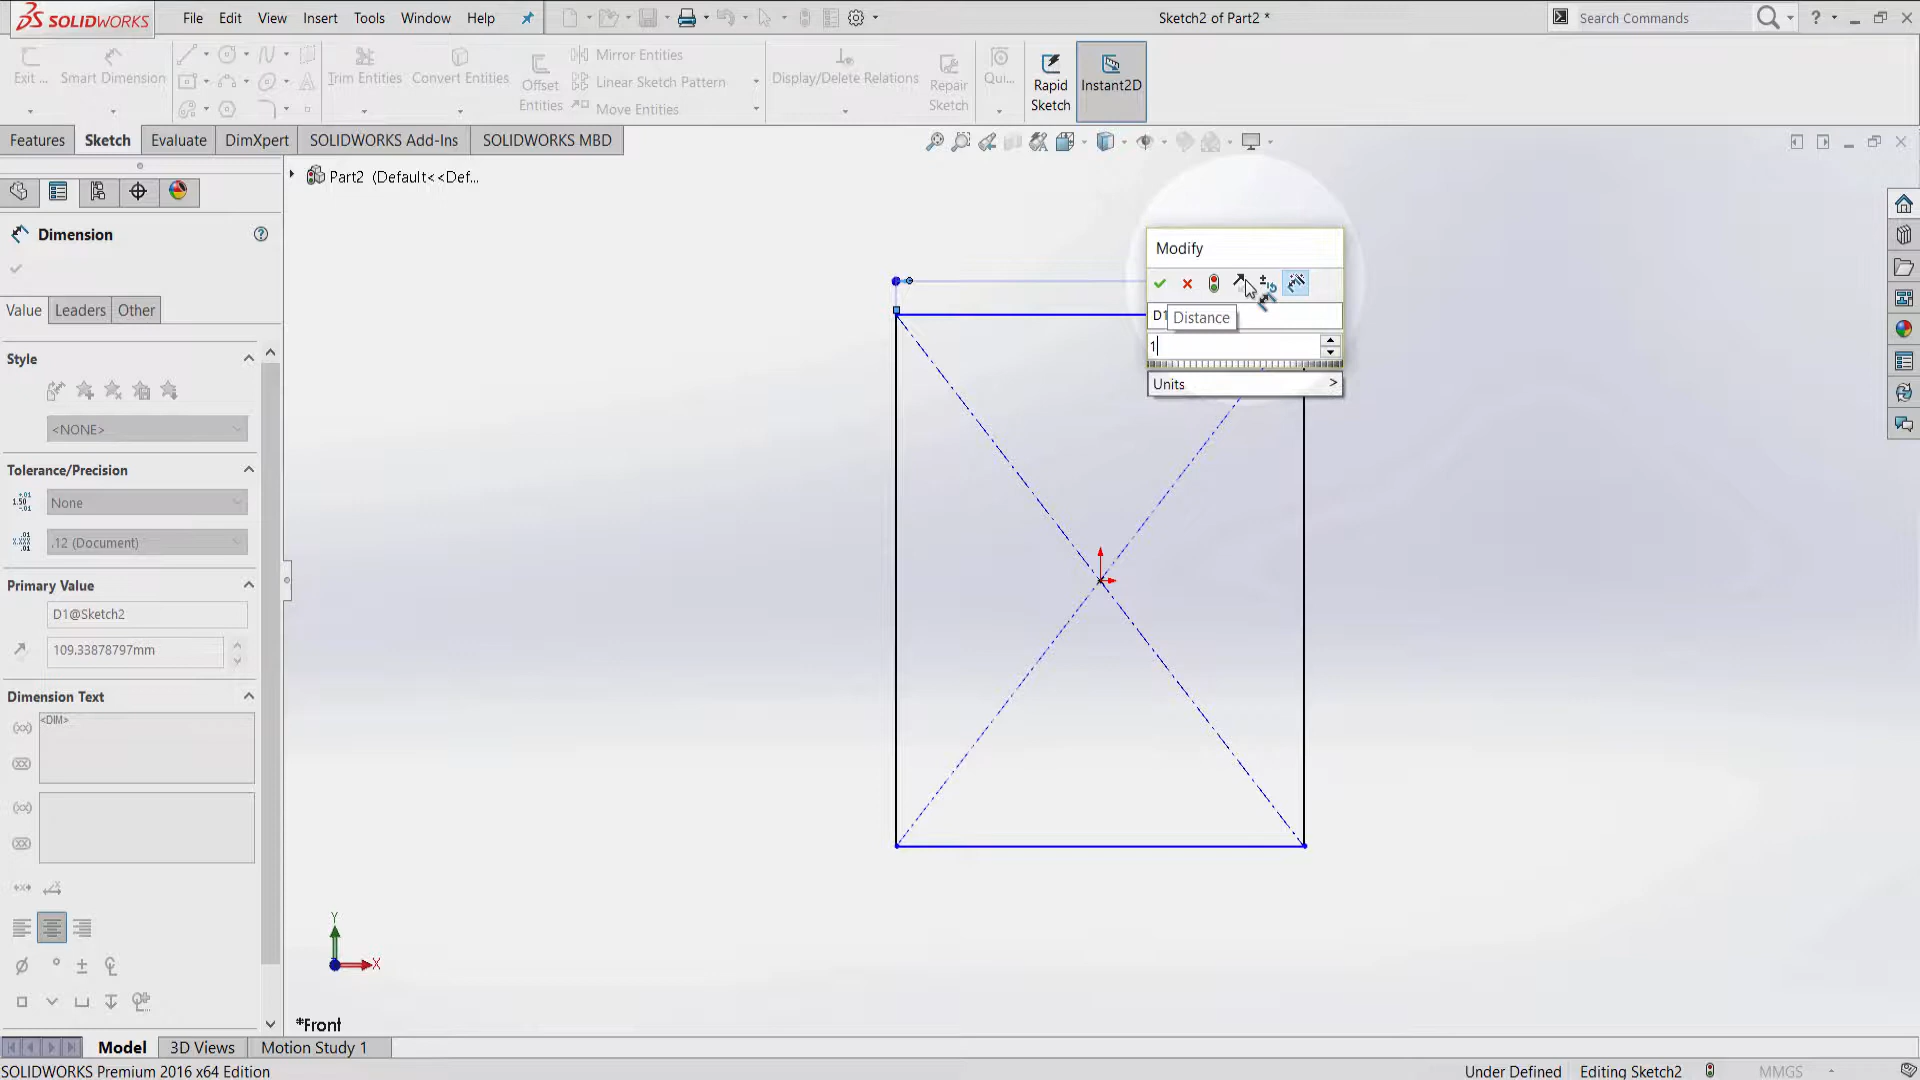 SOLIDWORKS File Edit View Insert Tools Window Help Sketch2 of Part2 * Search Commands ?
Exit ... Smart Dimension Trim Entities Convert Entities Offset Entities Mirror Entities Linear Sketch Pattern Move Entities Display/Delete Relations Repair Sketch Qui... Rapid Sketch Instant2D
Features Sketch Evaluate DimXpert SOLIDWORKS Add-Ins SOLIDWORKS MBD
Part2 (Default<<Def...
Dimension
Value Leaders Other
Style
<NONE>
Tolerance/Precision
None
.12 (Document)
Primary Value
D1@Sketch2
109.33878797mm
Dimension Text
<DIM>
Modify
D1
Distance
1
Units >
Y
X
*Front
Model 3D Views Motion Study 1
SOLIDWORKS Premium 2016 x64 Edition Under Defined Editing Sketch2 MMGS